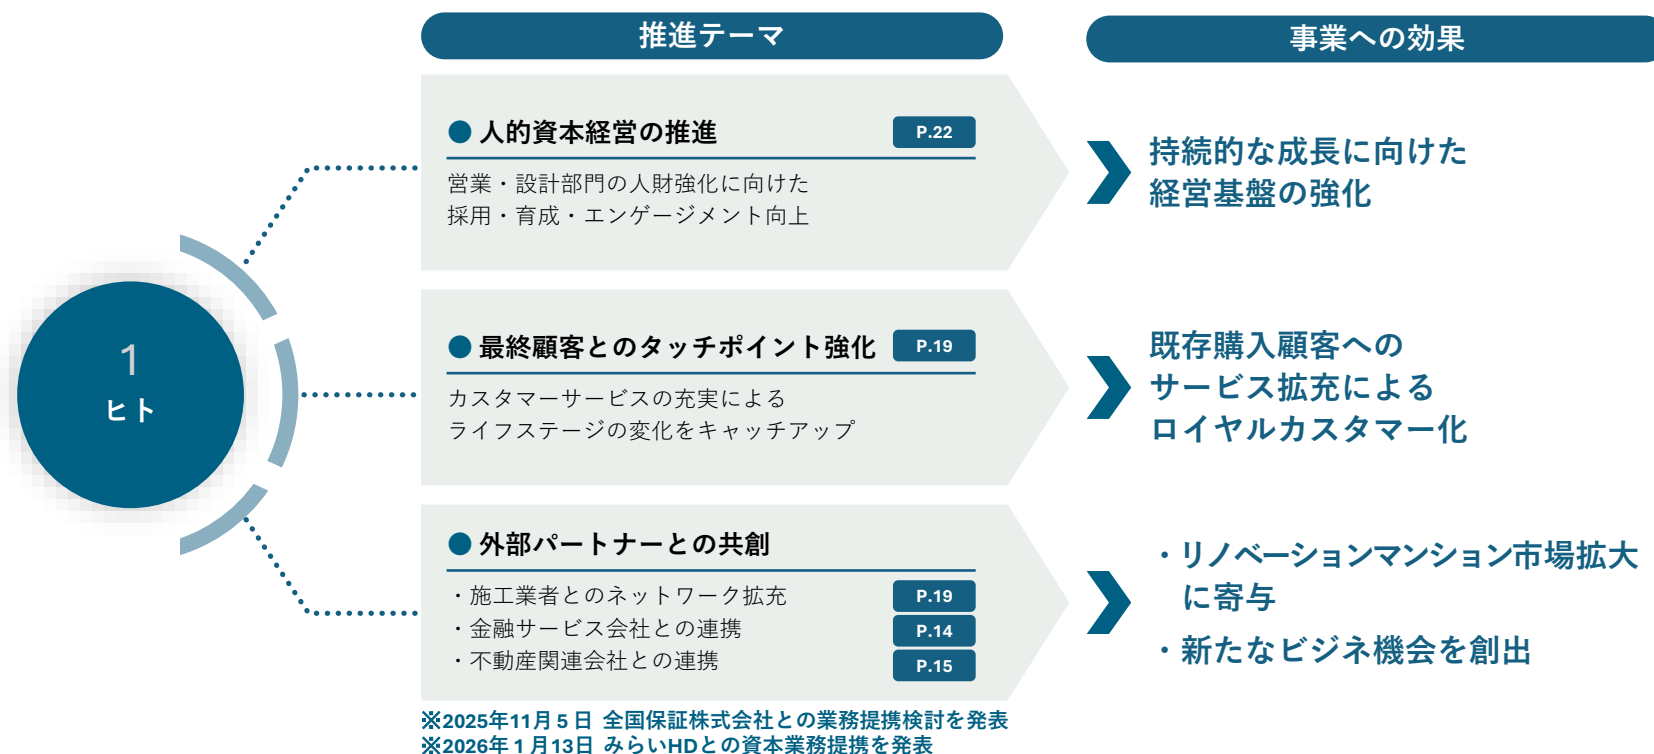 推進テーマ
事業への効果
1
ヒト
●人的資本経営の推進
P.22
営業・設計部門の人財強化に向けた
採用・育成・エンゲージメント向上
持続的な成長に向けた
経営基盤の強化
●最終顧客とのタッチポイント強化
P.19
カスタマーサービスの充実による
ライフステージの変化をキャッチアップ
既存購入顧客への
サービス拡充による
ロイヤルカスタマー化
●外部パートナーとの共創
・施工業者とのネットワーク拡充
P.19
・金融サービス会社との連携
P.14
・不動産関連会社との連携
P.15
・リノベーションマンション市場拡大
に寄与
・新たなビジネ機会を創出
※2025年11月5日 全国保証株式会社との業務提携検討を発表
※2026年1月13日 みらいHDとの資本業務提携を発表